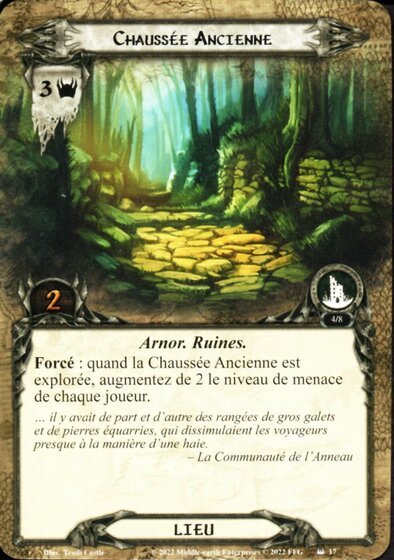 Chaussée Ancienne
3
2
4/8
Arnor. Ruines.
Forcé : quand la Chaussée Ancienne est
explorée, augmentez de 2 le niveau de menace
de chaque joueur.
… il y avait de part et d'autre des rangées de gros galets
et de pierres équarries, qui dissimulaient les voyageurs
presque à la manière d'une haie.
– La Communauté de l'Anneau
LIEU
Illus. Trudi Castle
© 2022 Middle-earth Enterprises © 2022 FFG
17